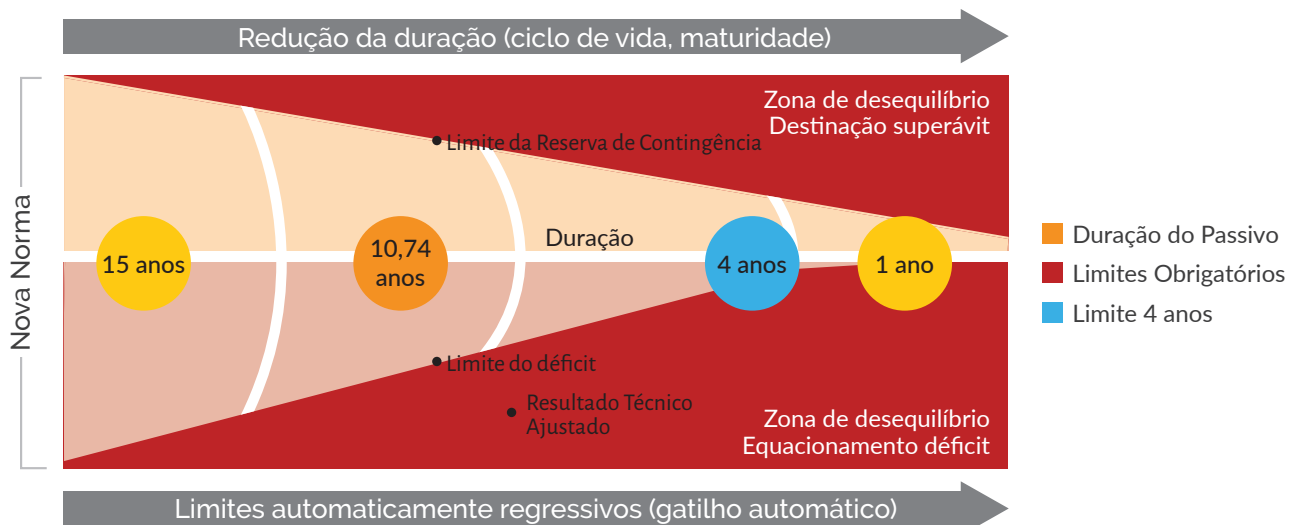 Redução da duração (ciclo de vida, maturidade)
Nova Norma
Zona de desequilíbrio
Destinação superávit
Limite da Reserva de Contingência
Duração
15 anos
10,74
anos
4 anos
1 ano
Limite do déficit
Resultado Técnico
Ajustado
Zona de desequilíbrio
Equacionamento déficit
Duração do Passivo
Limites Obrigatórios
Limite 4 anos
Limites automaticamente regressivos (gatilho automático)